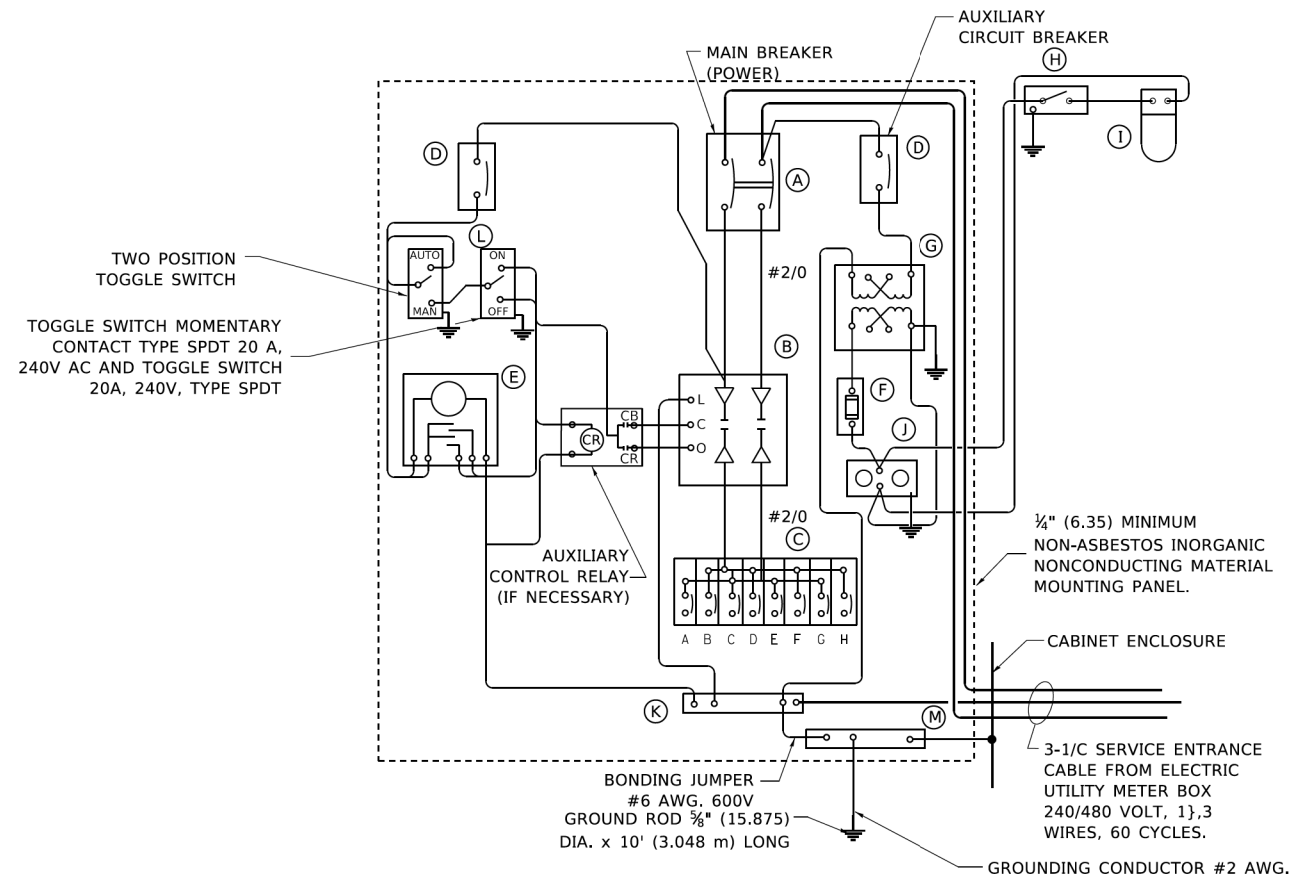 AUXILIARY
CIRCUIT BREAKER
MAIN BREAKER
(POWER)
H
D
A
D
I
L
G
TWO POSITION
TOGGLE SWITCH
AUTO
MAN
ON
OFF
#2/0
TOGGLE SWITCH MOMENTARY
CONTACT TYPE SPDT 20 A,
240V AC AND TOGGLE SWITCH
20A, 240V, TYPE SPDT
B
E
F
L
C
O
CB
CR
CR
J
#2/0
C
AUXILIARY
CONTROL RELAY
(IF NECESSARY)
¼" (6.35) MINIMUM
NON-ASBESTOS INORGANIC
NONCONDUCTING MATERIAL
MOUNTING PANEL.
A B C D E F G H
CABINET ENCLOSURE
K
M
BONDING JUMPER
#6 AWG. 600V
GROUND ROD ⅝" (15.875)
DIA. x 10' (3.048 m) LONG
3-1/C SERVICE ENTRANCE
CABLE FROM ELECTRIC
UTILITY METER BOX
240/480 VOLT, 1},3
WIRES, 60 CYCLES.
GROUNDING CONDUCTOR #2 AWG.